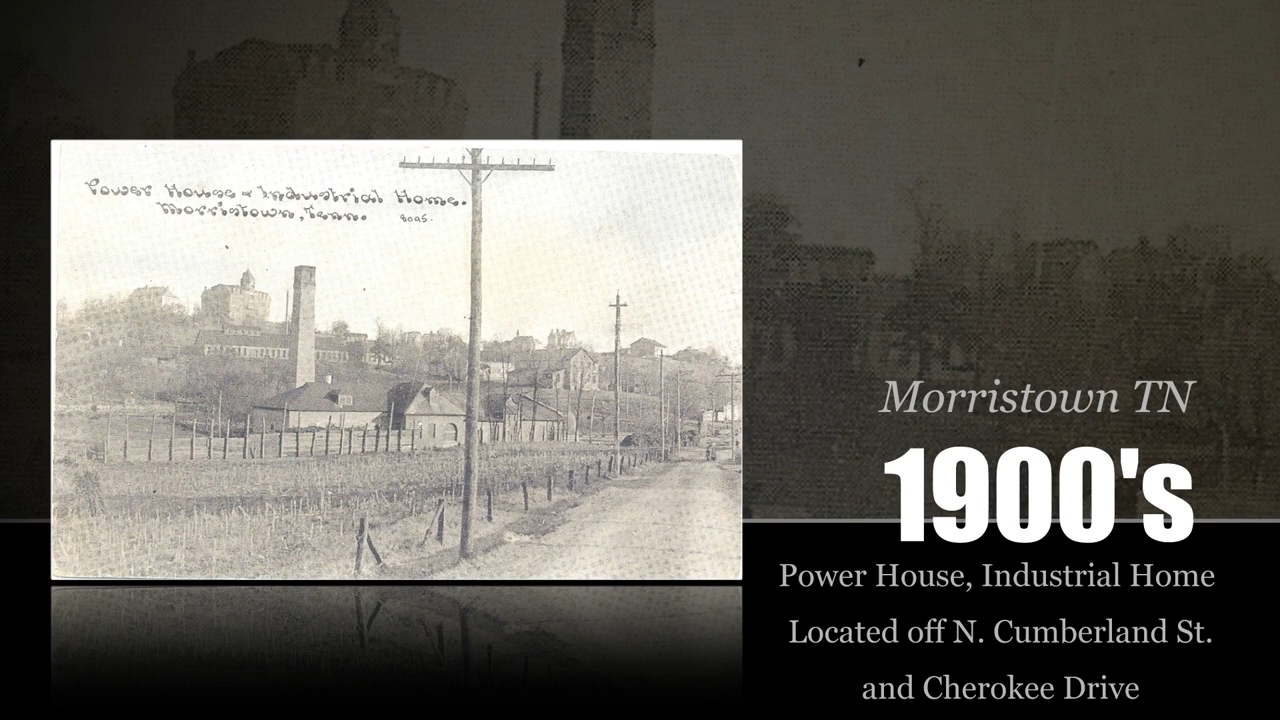 Power House & Industrial Home.
Morristown, Tenn. 8095.
Morristown TN
1900's
Power House, Industrial Home
Located off N. Cumberland St.
and Cherokee Drive